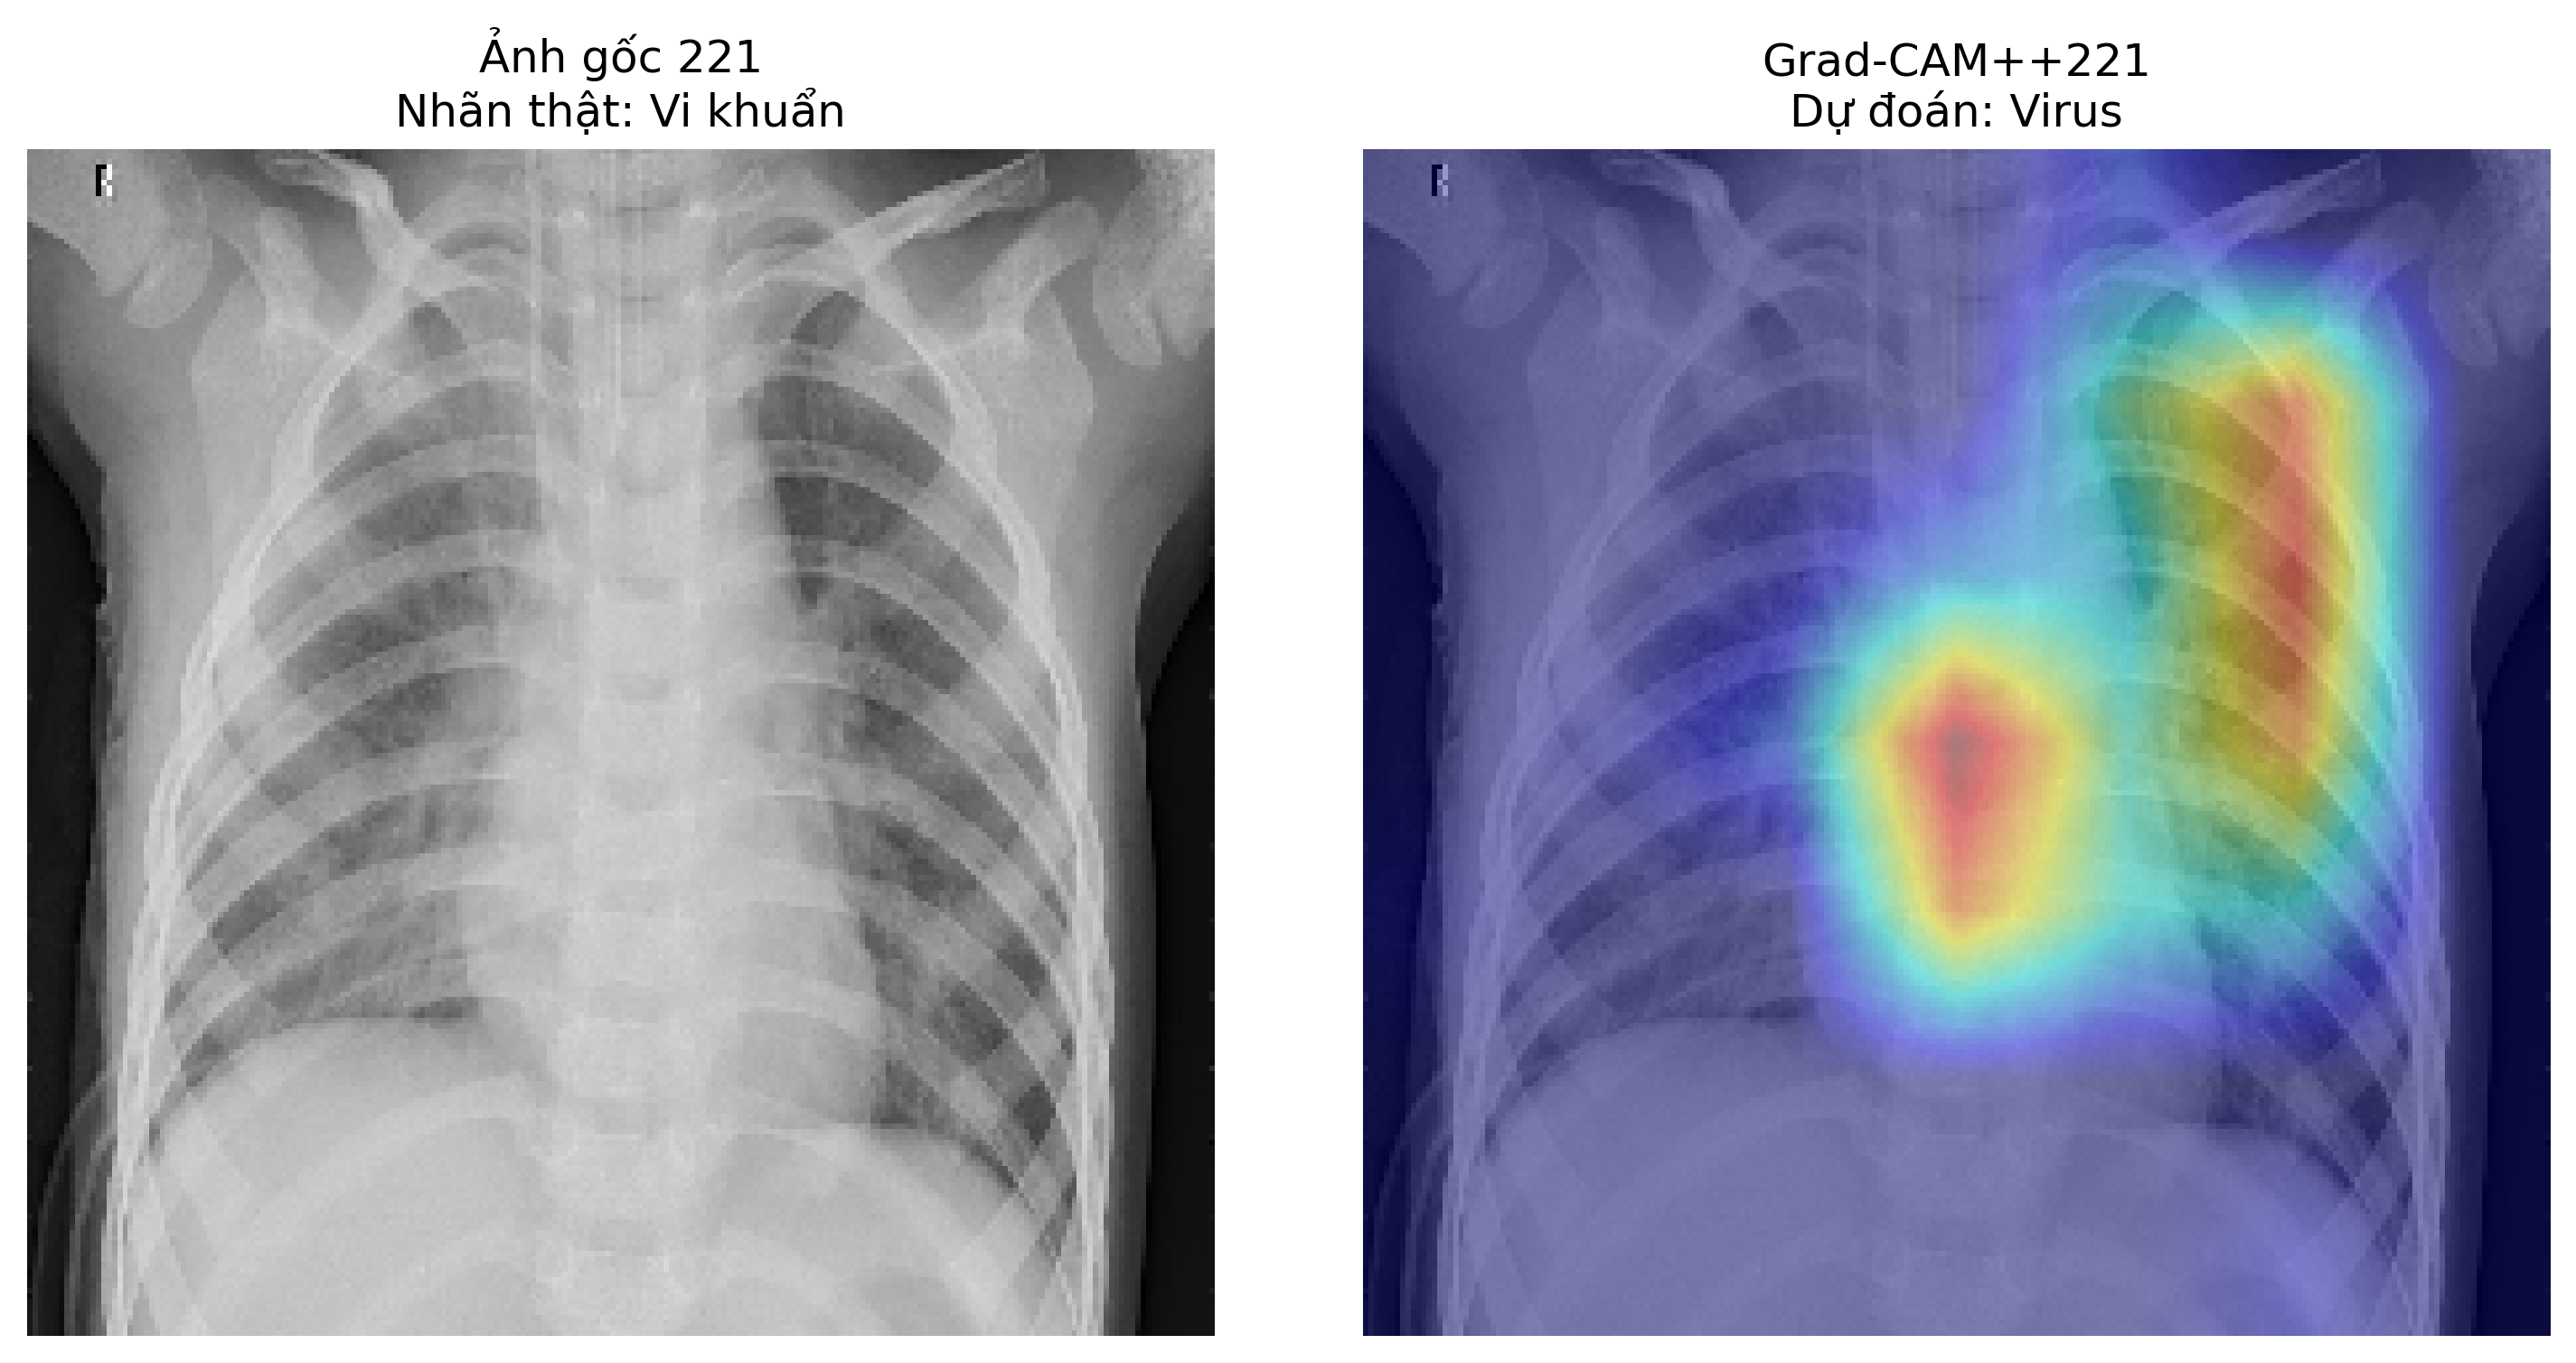 Ảnh gốc 221
Nhãn thật: Vi khuẩn
Grad-CAM++221
Dự đoán: Virus
R